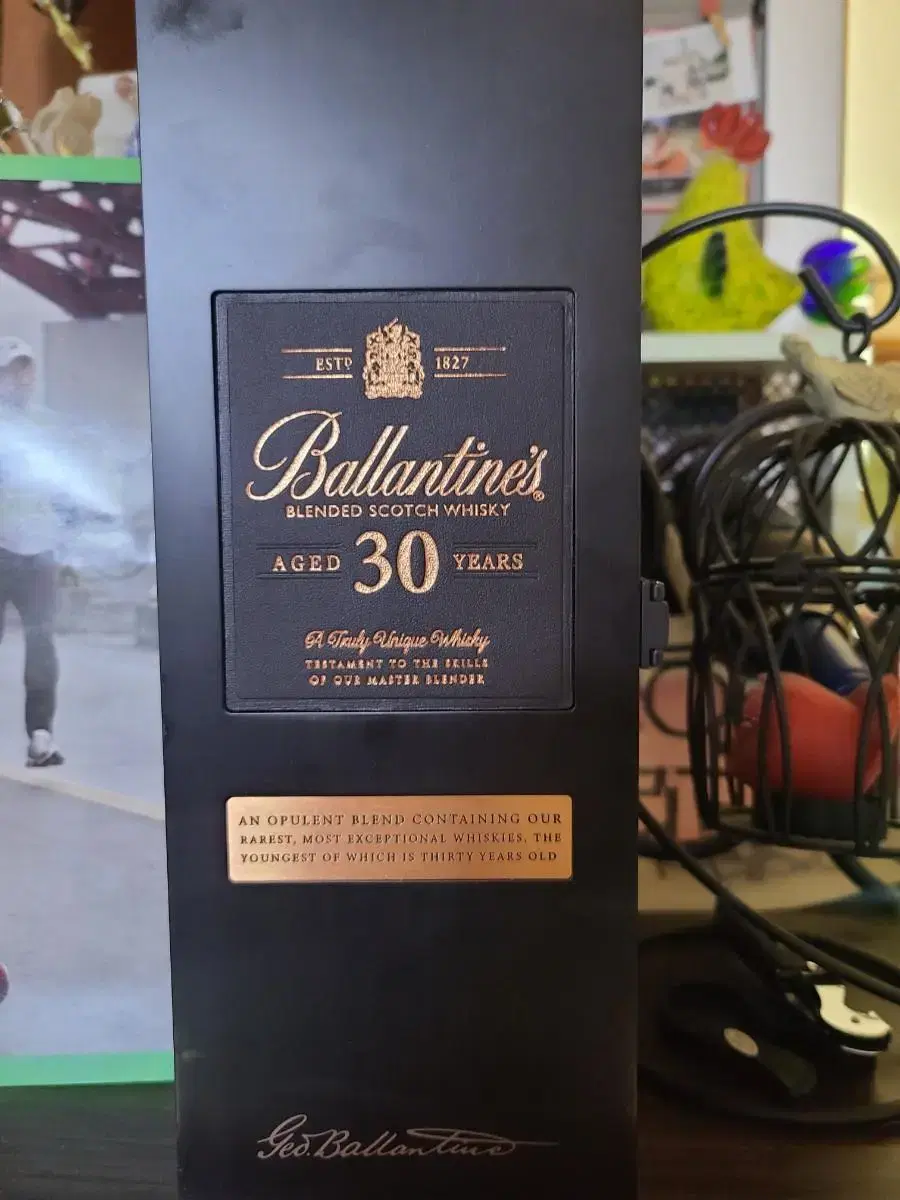 ESTD 1827
Ballantine's®
BLENDED SCOTCH WHISKY
AGED 30 YEARS
A Truly Unique Whisky
TESTAMENT TO THE SKILLS
OF OUR MASTER BLENDER
AN OPULENT BLEND CONTAINING OUR
RAREST, MOST EXCEPTIONAL WHISKIES, THE
YOUNGEST OF WHICH IS THIRTY YEARS OLD
Geo. Ballantine